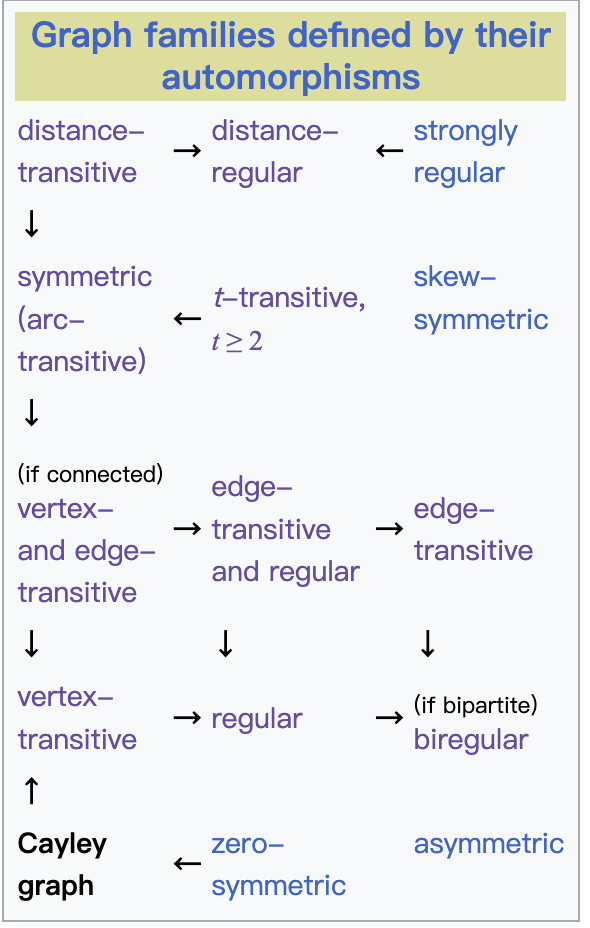 Graph families defined by their
automorphisms
distance–
transitive
→
distance–
regular
←
strongly
regular
↓
symmetric
(arc–
transitive)
←
t–transitive,
t ≥ 2
skew–
symmetric
↓
(if connected)
vertex–
and edge–
transitive
→
edge–
transitive
and regular
→
edge–
transitive
↓
↓
↓
vertex–
transitive
→
regular
→
(if bipartite)
biregular
↑
Cayley
graph
←
zero–
symmetric
asymmetric